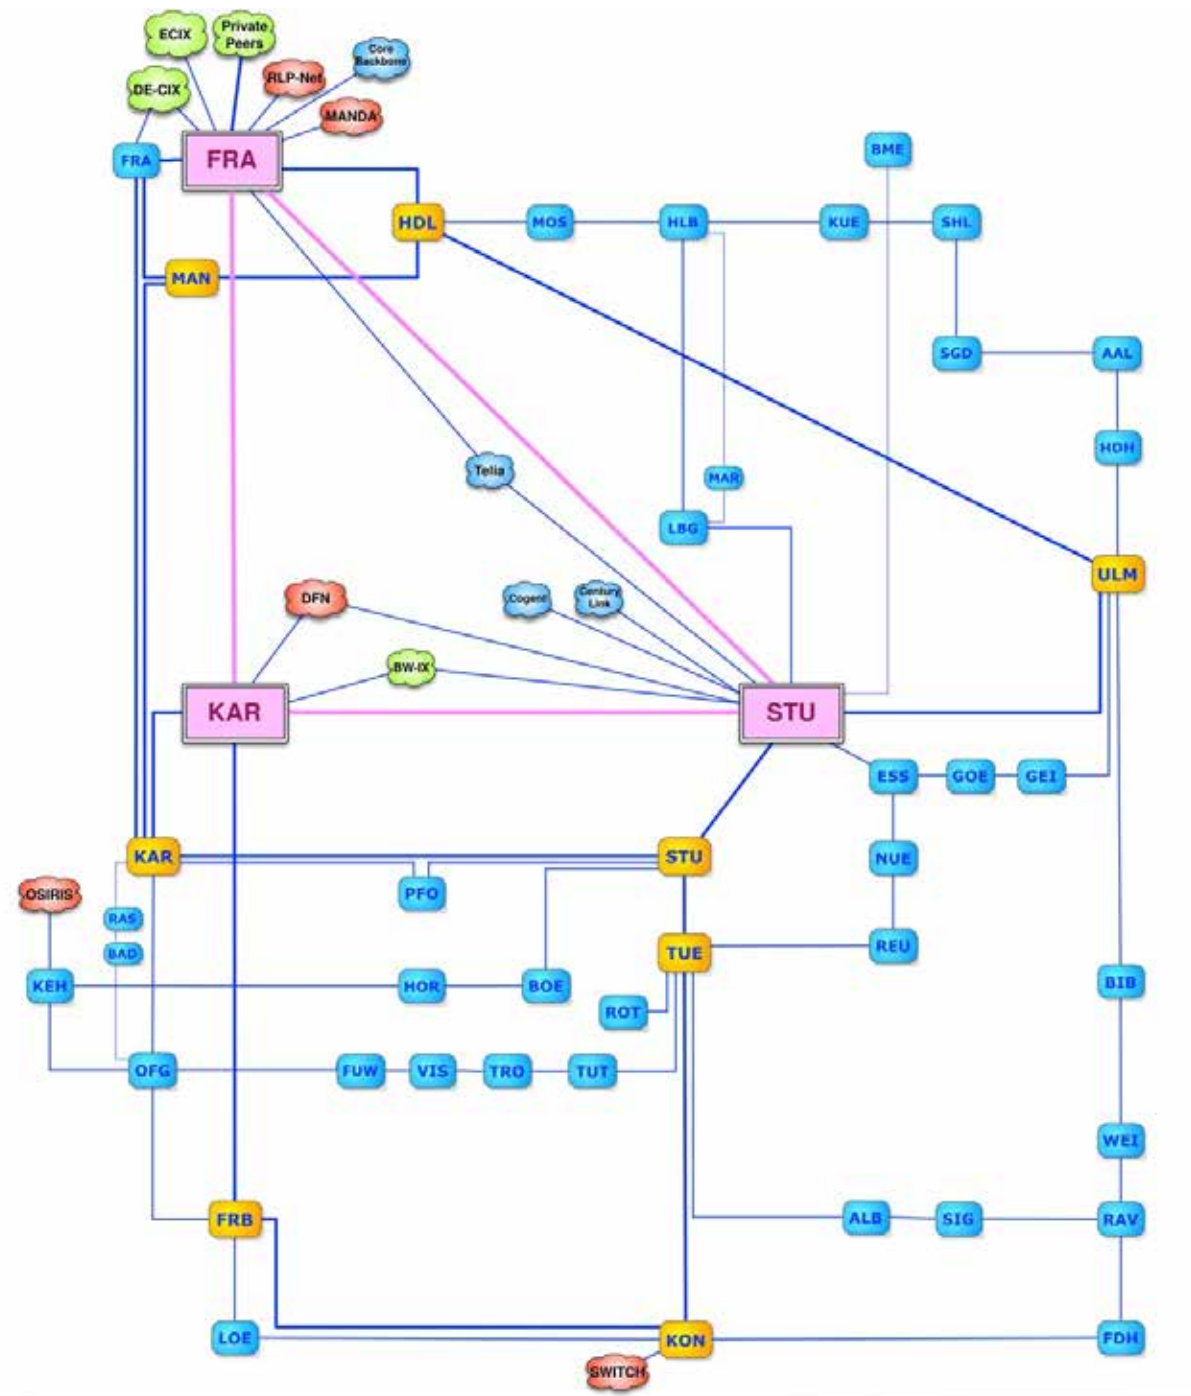 ECIX
Private
Peers
Core
Backbone
RLP-Net
DE-CIX
MANDA
FRA
FRA
BME
HDL
MOS
HLB
KUE
SHL
MAN
SGD
AAL
HDH
Telia
MAR
LBG
ULM
DFN
Cogent
Century
Link
BW-IX
KAR
STU
ESS
GOE
GEI
KAR
STU
NUE
OSIRIS
PFO
RAS
BAD
TUE
REU
KEH
HOR
BOE
BIB
ROT
OFG
FUW
VIS
TRO
TUT
WEI
FRB
ALB
SIG
RAV
LOE
KON
FDH
SWITCH